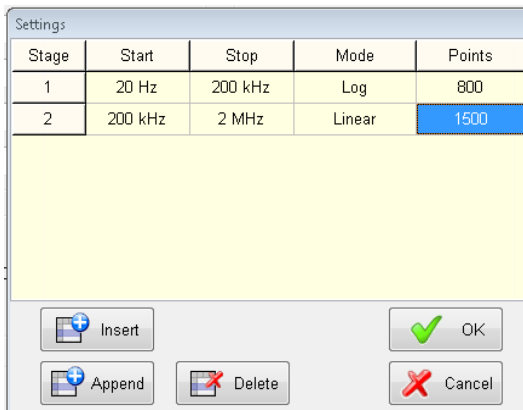 Settings
Stage Start Stop Mode Points
1 20 Hz 200 kHz Log 800
2 200 kHz 2 MHz Linear 1500
Insert OK
Append Delete Cancel